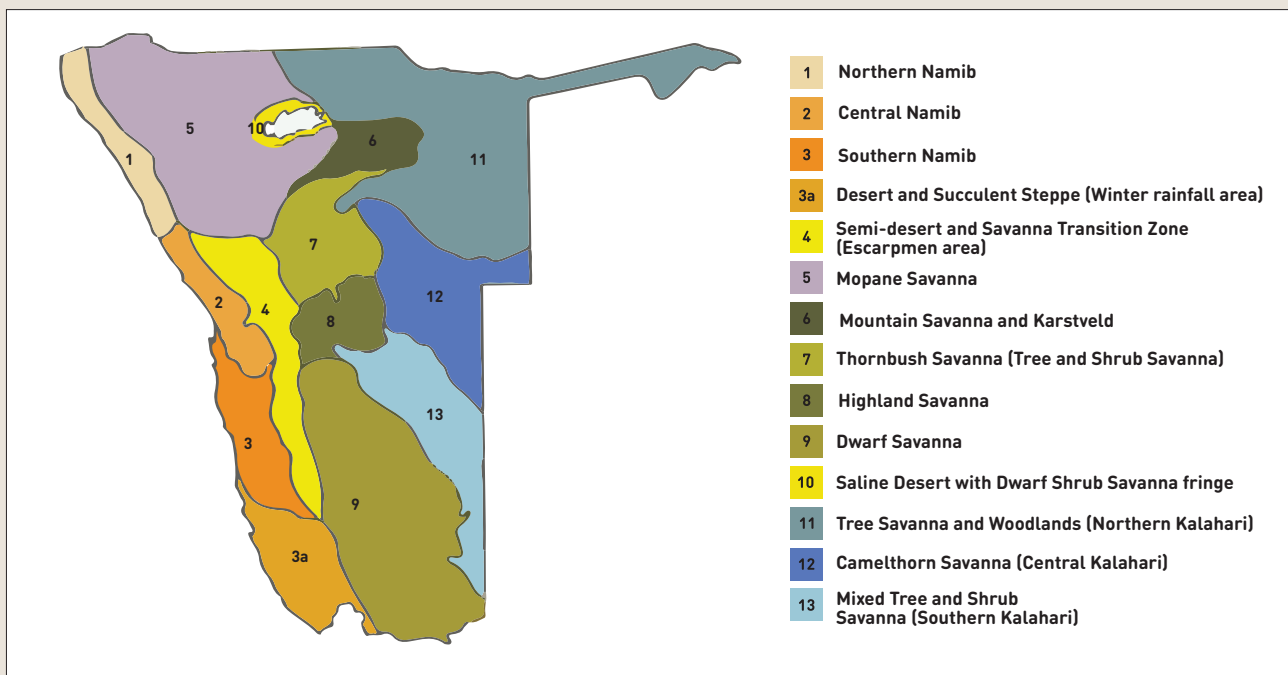 5
10
6
1
11
7
2
4
12
8
13
3
9
3a
1 Northern Namib
2 Central Namib
3 Southern Namib
3a Desert and Succulent Steppe (Winter rainfall area)
4 Semi-desert and Savanna Transition Zone
(Escarpmen area)
5 Mopane Savanna
6 Mountain Savanna and Karstveld
7 Thornbush Savanna (Tree and Shrub Savanna)
8 Highland Savanna
9 Dwarf Savanna
10 Saline Desert with Dwarf Shrub Savanna fringe
11 Tree Savanna and Woodlands (Northern Kalahari)
12 Camelthorn Savanna (Central Kalahari)
13 Mixed Tree and Shrub
Savanna (Southern Kalahari)